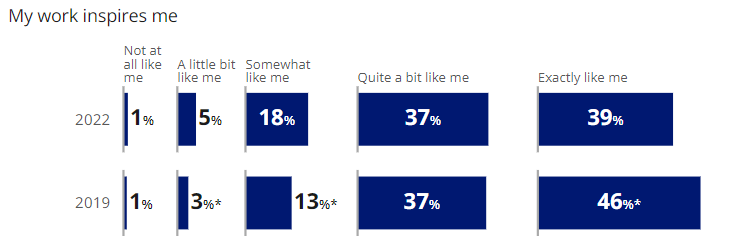 My work inspires me
Not at
all like
me
A little bit
like me
Somewhat
like me
Quite a bit like me
Exactly like me
2022 1% 5% 18% 37% 39%
2019 1% 3%* 13%* 37% 46%*